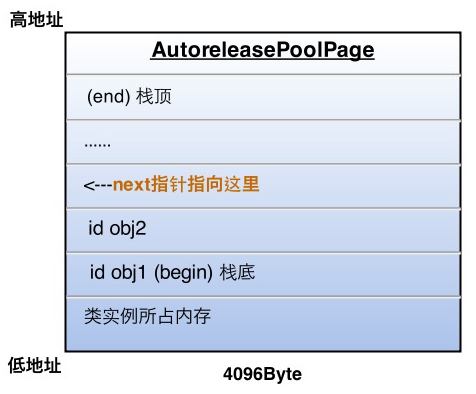 高地址
AutoreleasePoolPage
(end) 栈顶
......
<---next指针指向这里
id obj2
id obj1 (begin) 栈底
类实例所占内存
低地址
4096Byte